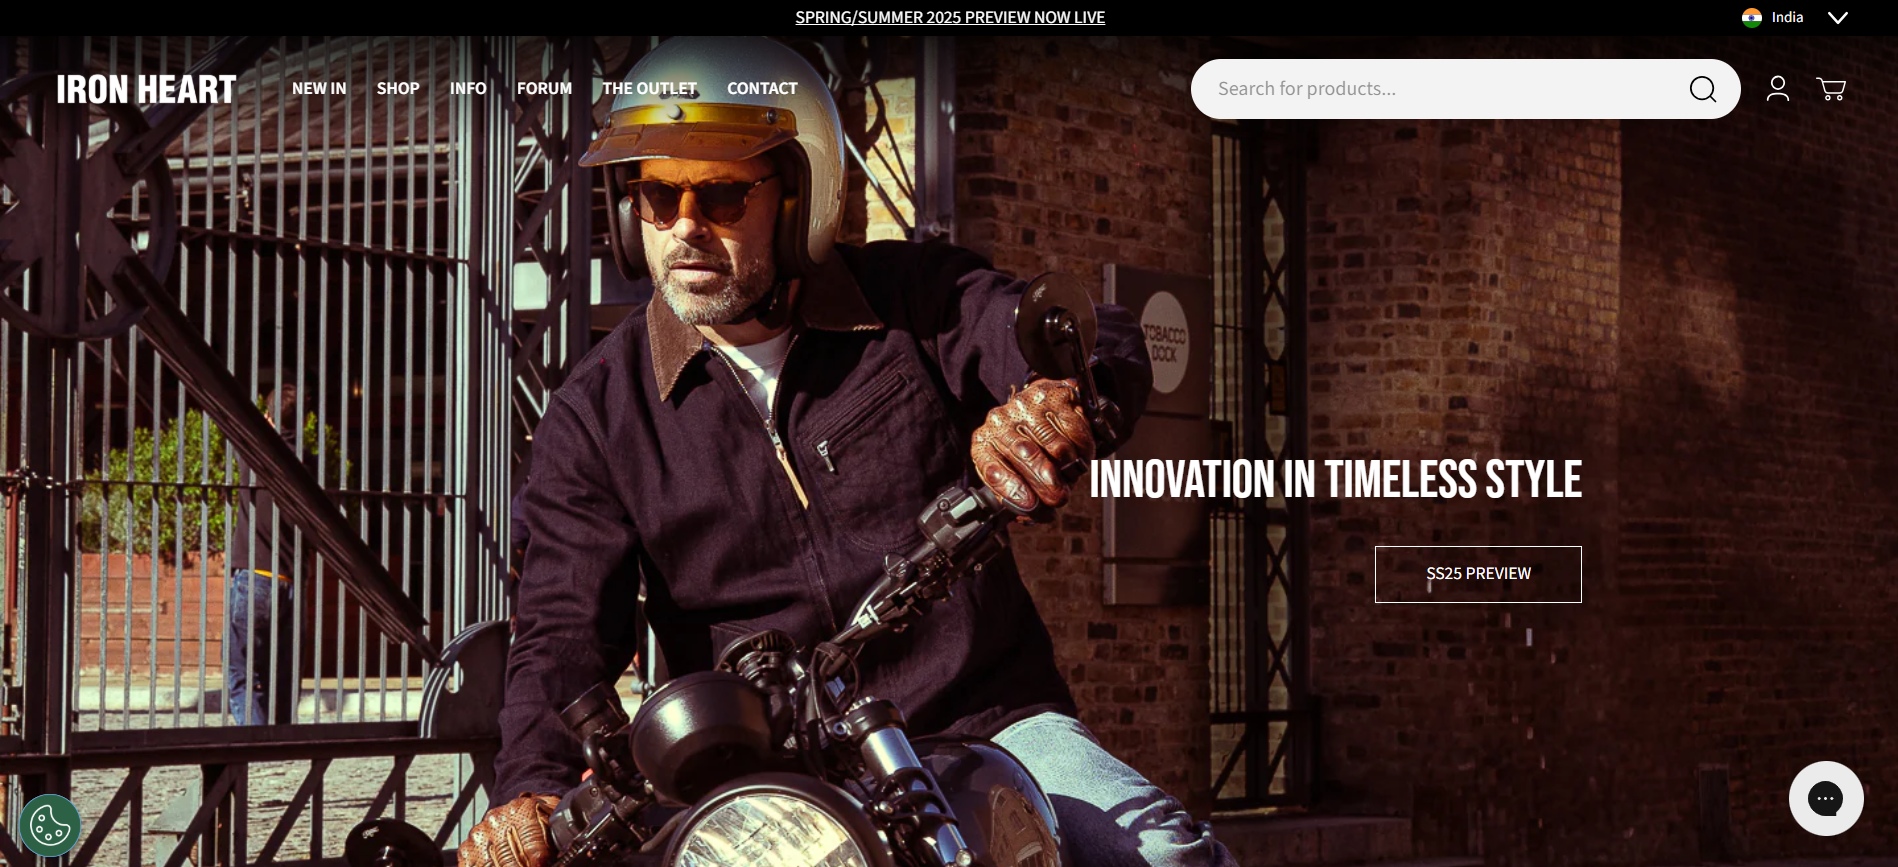 SPRING/SUMMER 2025 PREVIEW NOW LIVE
India
IRON HEART
NEW IN
SHOP
INFO
FORUM
THE OUTLET
CONTACT
Search for products...
TOBACCO
DOCK
INNOVATION IN TIMELESS STYLE
SS25 PREVIEW